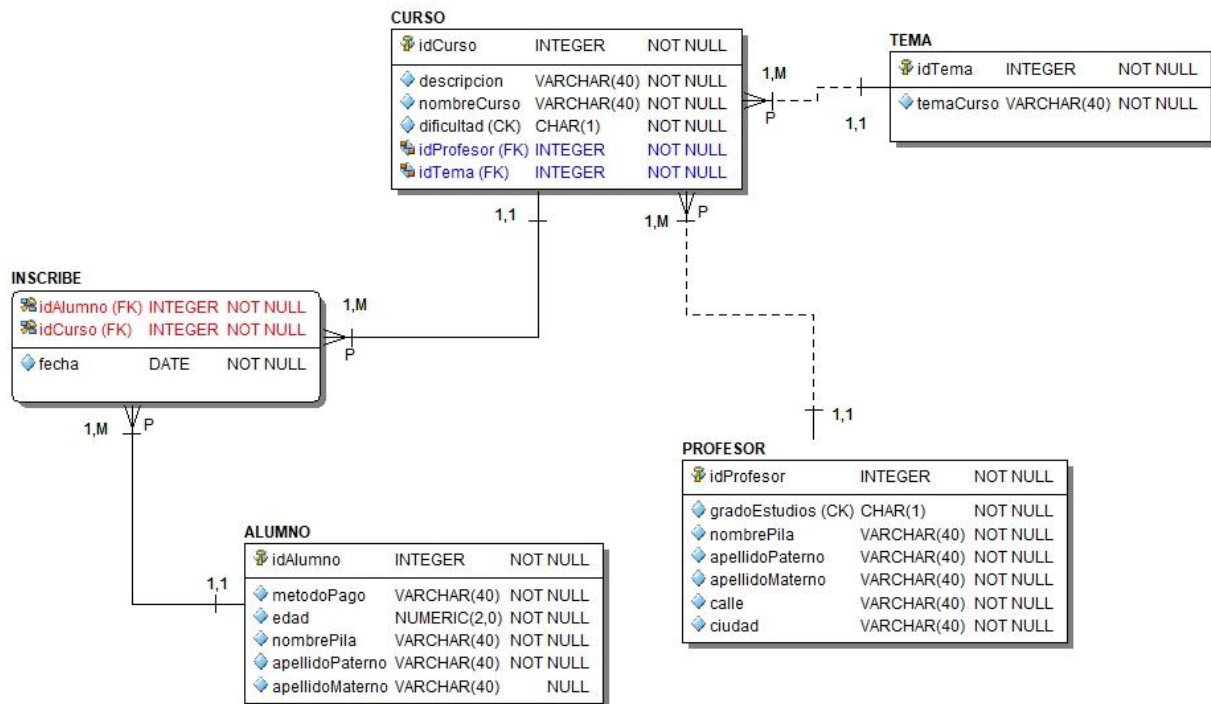 CURSO
idCurso INTEGER NOT NULL
descripcion VARCHAR(40) NOT NULL
nombreCurso VARCHAR(40) NOT NULL
dificultad (CK) CHAR(1) NOT NULL
idProfesor (FK) INTEGER NOT NULL
idTema (FK) INTEGER NOT NULL
TEMA
idTema INTEGER NOT NULL
temaCurso VARCHAR(40) NOT NULL
1,M
P
1,1
1,1
1,M
P
INSCRIBE
idAlumno (FK) INTEGER NOT NULL
idCurso (FK) INTEGER NOT NULL
fecha DATE NOT NULL
1,M
P
1,M
P
1,1
PROFESOR
idProfesor INTEGER NOT NULL
gradoEstudios (CK) CHAR(1) NOT NULL
nombrePila VARCHAR(40) NOT NULL
apellidoPaterno VARCHAR(40) NOT NULL
apellidoMaterno VARCHAR(40) NOT NULL
calle VARCHAR(40) NOT NULL
ciudad VARCHAR(40) NOT NULL
ALUMNO
idAlumno INTEGER NOT NULL
metodoPago VARCHAR(40) NOT NULL
edad NUMERIC(2,0) NOT NULL
nombrePila VARCHAR(40) NOT NULL
apellidoPaterno VARCHAR(40) NOT NULL
apellidoMaterno VARCHAR(40) NULL
1,1